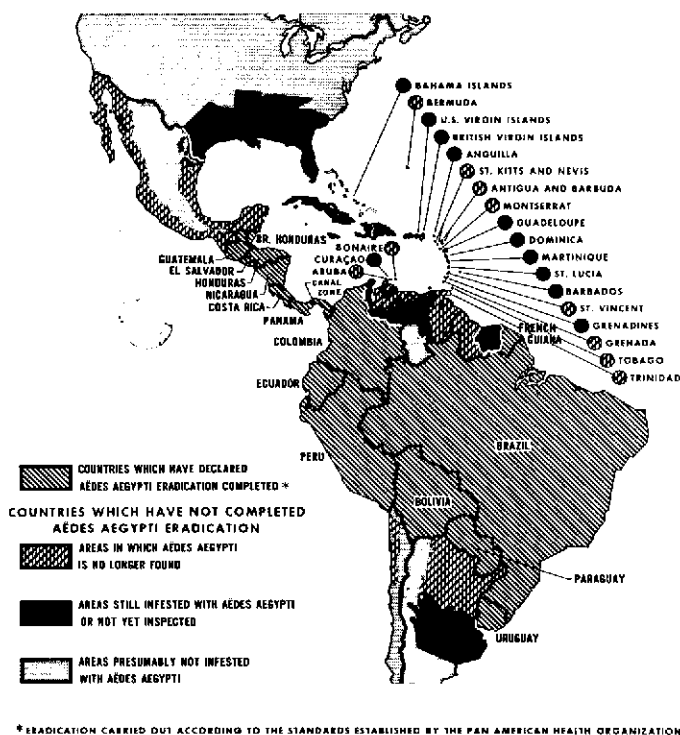 BAHAMA ISLANDS
BERMUDA
U.S. VIRGIN ISLANDS
BRITISH VIRGIN ISLANDS
ANGUILLA
ST. KITTS AND NEVIS
ANTIGUA AND BARBUDA
MONTSERRAT
GUADELOUPE
DOMINICA
MARTINIQUE
ST. LUCIA
BARBADOS
ST. VINCENT
GRENADINES
GRENADA
TOBAGO
TRINIDAD
BR. HONDURAS
GUATEMALA
EL SALVADOR
HONDURAS
NICARAGUA
COSTA RICA
PANAMA
CANAL
ZONE
BONAIRE
CURAÇAO
ARUBA
COLOMBIA
FRENCH
GUIANA
ECUADOR
PERU
BRAZIL
BOLIVIA
PARAGUAY
URUGUAY
COUNTRIES WHICH HAVE DECLARED
AËDES AEGYPTI ERADICATION COMPLETED *
COUNTRIES WHICH HAVE NOT COMPLETED
AËDES AEGYPTI ERADICATION
AREAS IN WHICH AËDES AEGYPTI
IS NO LONGER FOUND
AREAS STILL INFESTED WITH AËDES AEGYPTI
OR NOT YET INSPECTED
AREAS PRESUMABLY NOT INFESTED
WITH AËDES AEGYPTI
* ERADICATION CARRIED OUT ACCORDING TO THE STANDARDS ESTABLISHED BY THE PAN AMERICAN HEALTH ORGANIZATION